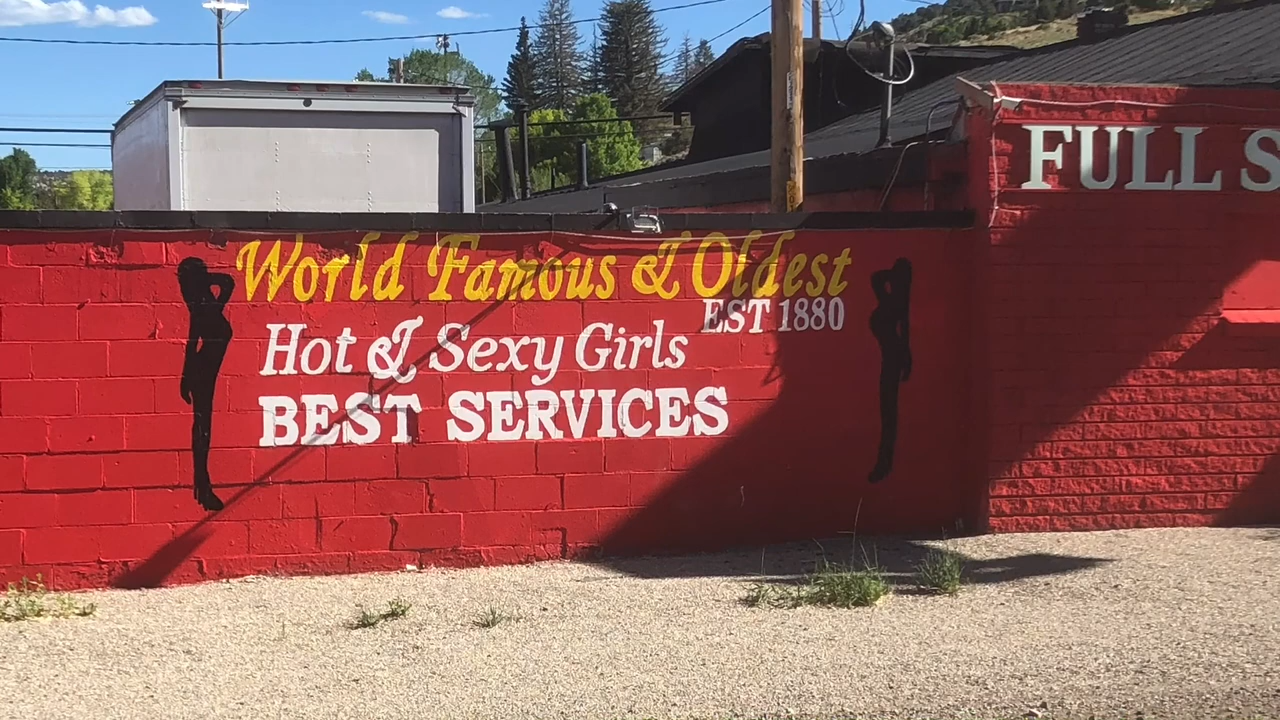 World Famous & Oldest
EST 1880
Hot & Sexy Girls
BEST SERVICES
FULL S